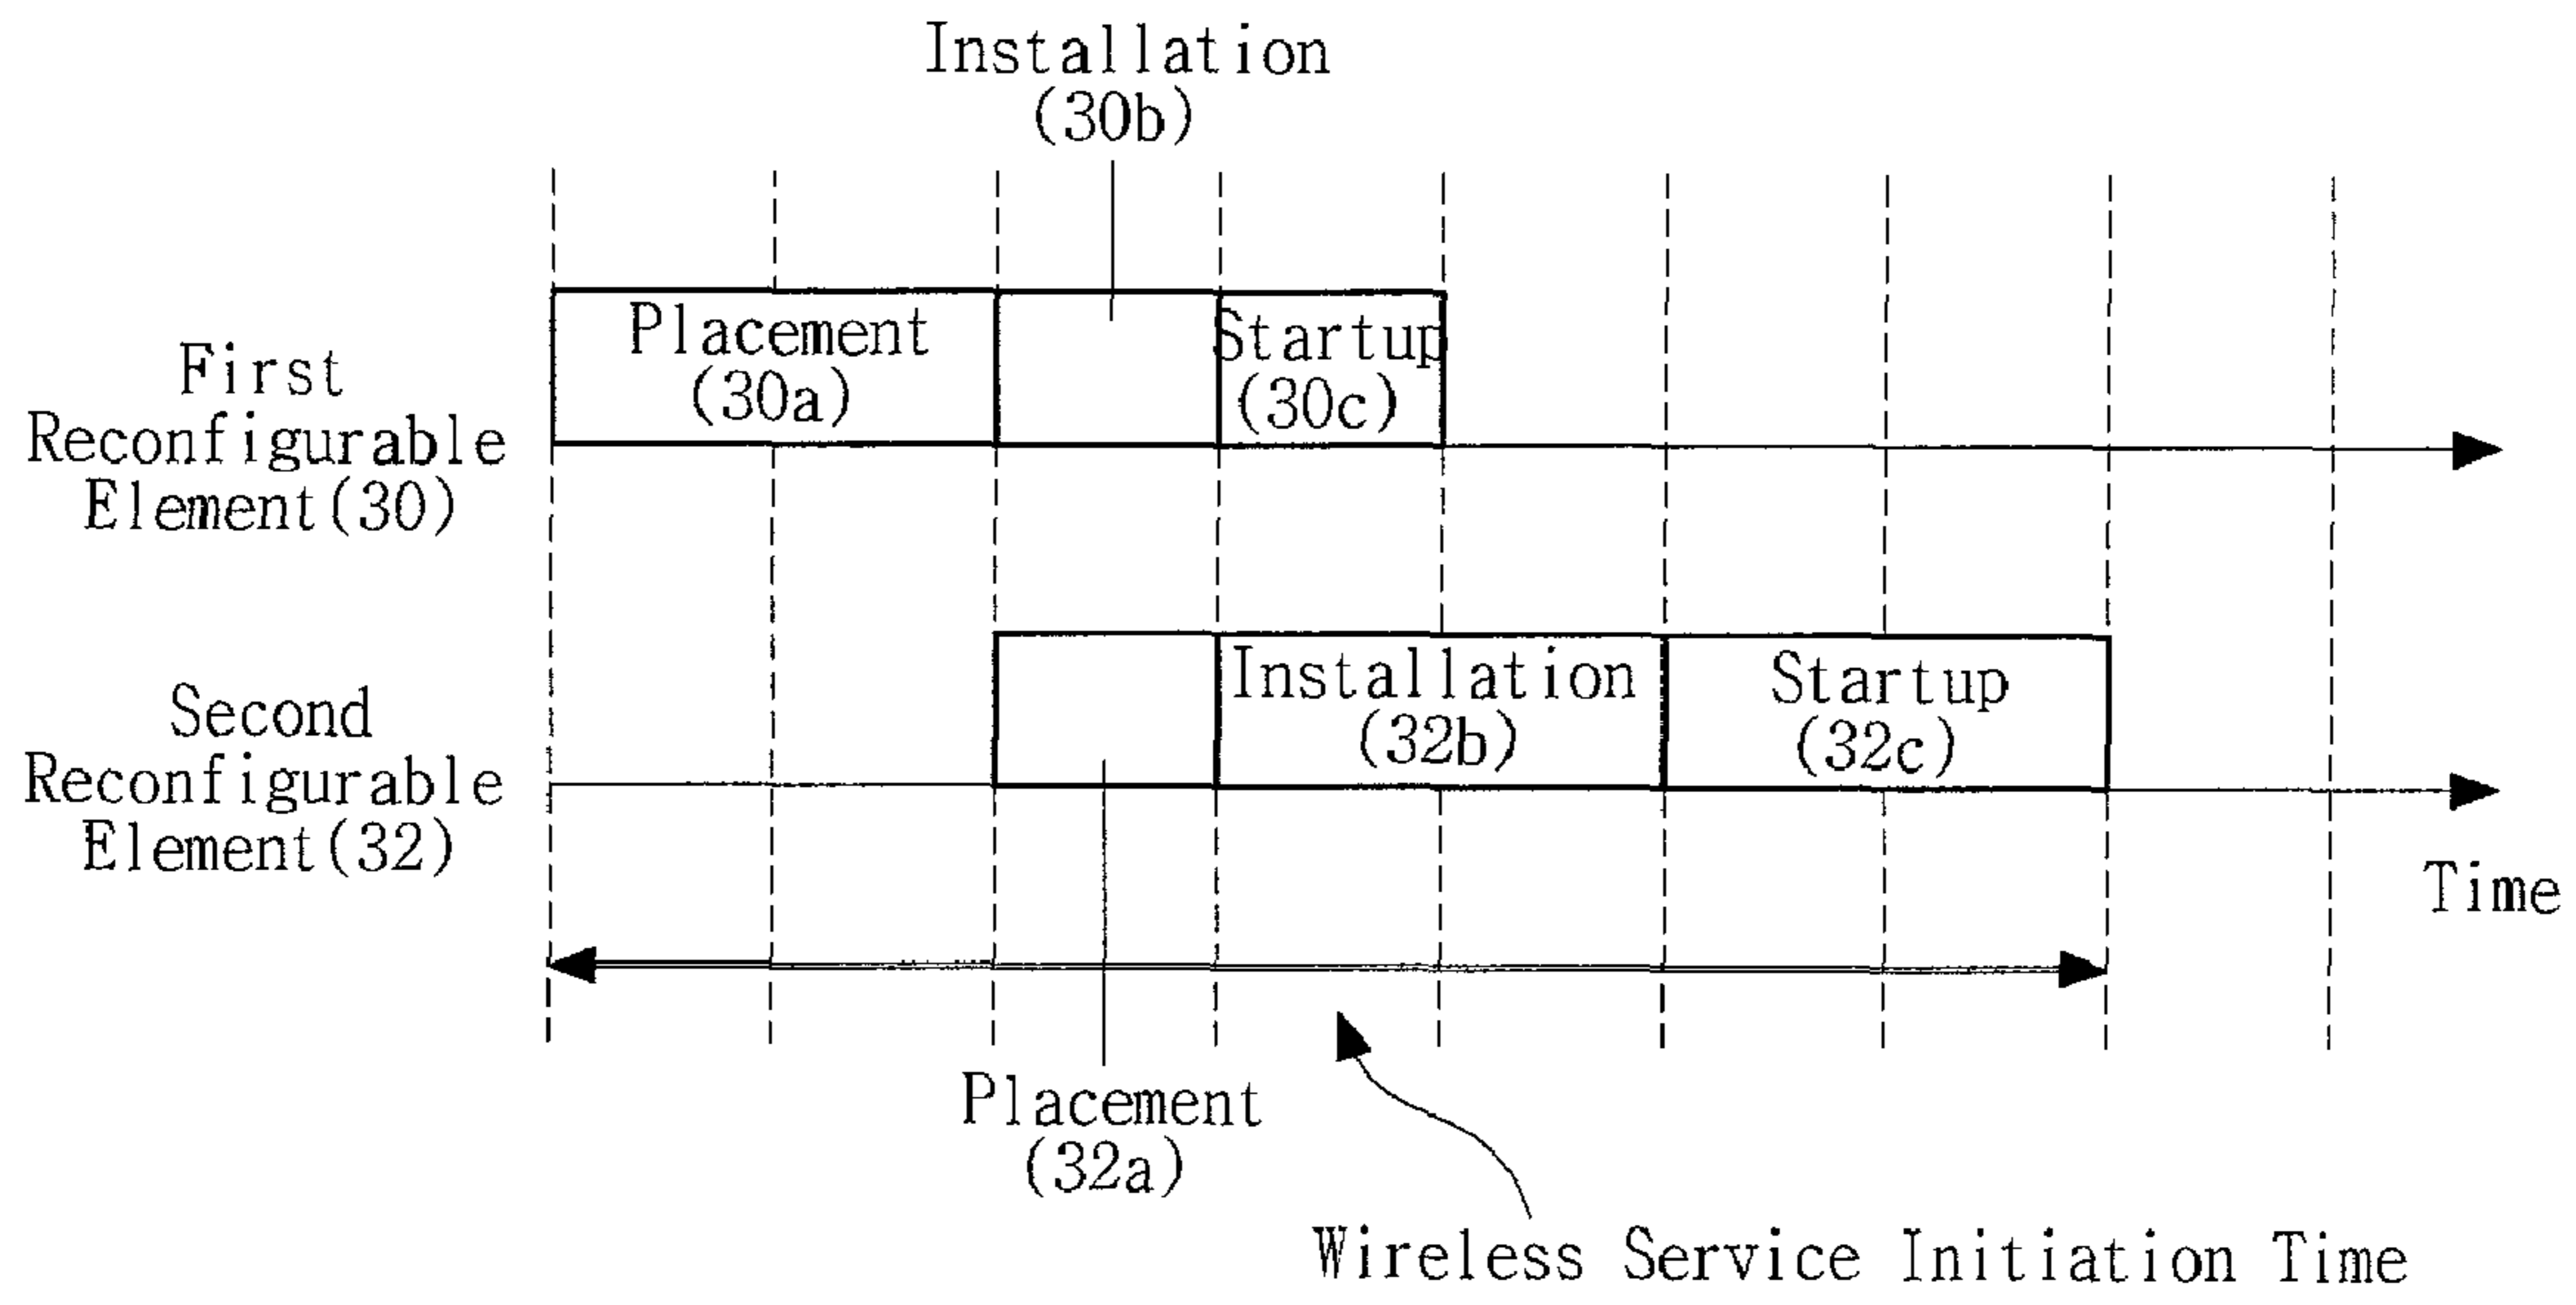 Installation
(30b)
Placement
(30a)
Startup
(30c)
First
Reconfigurable
Element(30)
Installation
(32b)
Startup
(32c)
Second
Reconfigurable
Element(32)
Time
Placement
(32a)
Wireless Service Initiation Time